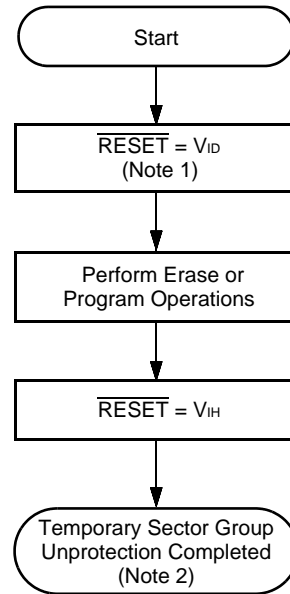 Start
RESET = VID
(Note 1)
Perform Erase or
Program Operations
RESET = VIH
Temporary Sector Group
Unprotection Completed
(Note 2)